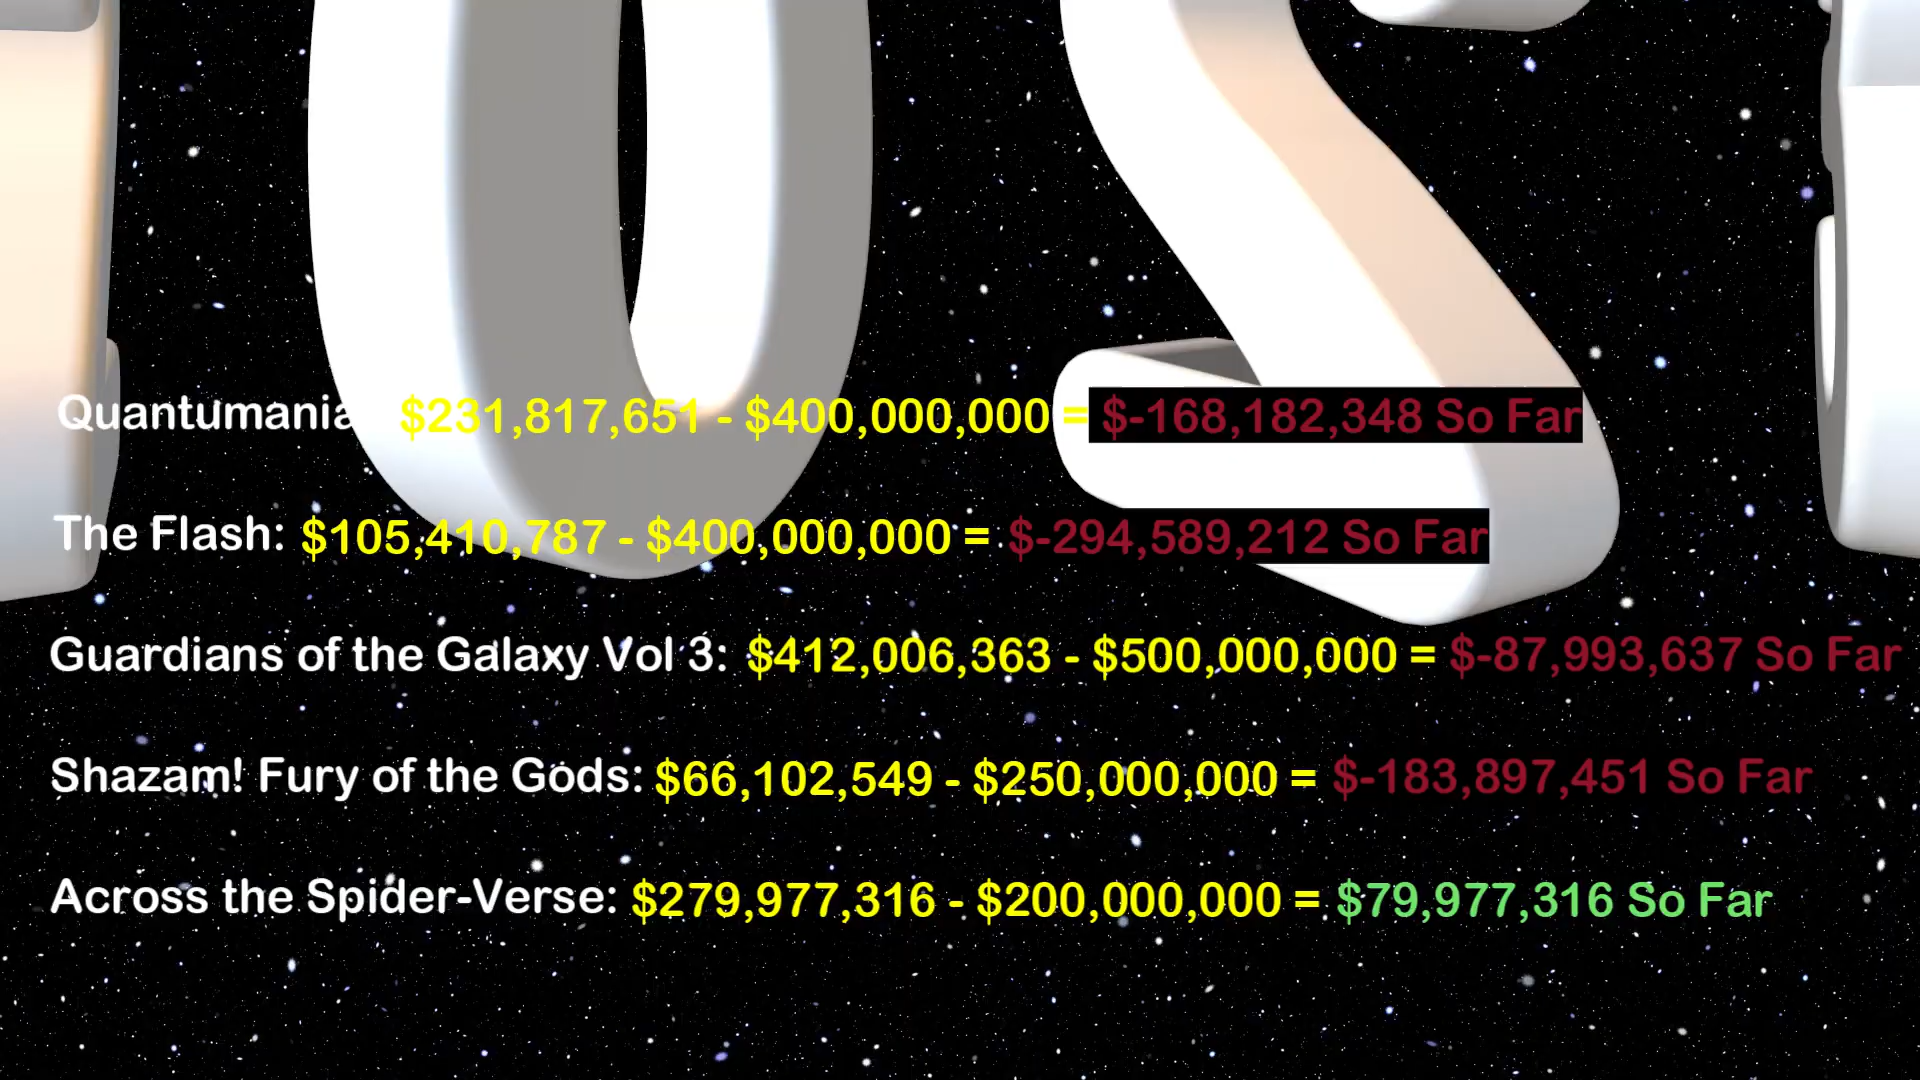 Quantumania $231,817,651 - $400,000,000 = $-168,182,348 So Far
The Flash: $105,410,787 - $400,000,000 = $-294,589,212 So Far
Guardians of the Galaxy Vol 3: $412,006,363 - $500,000,000 = $-87,993,637 So Far
Shazam! Fury of the Gods: $66,102,549 - $250,000,000 = $-183,897,451 So Far
Across the Spider-Verse: $279,977,316 - $200,000,000 = $79,977,316 So Far